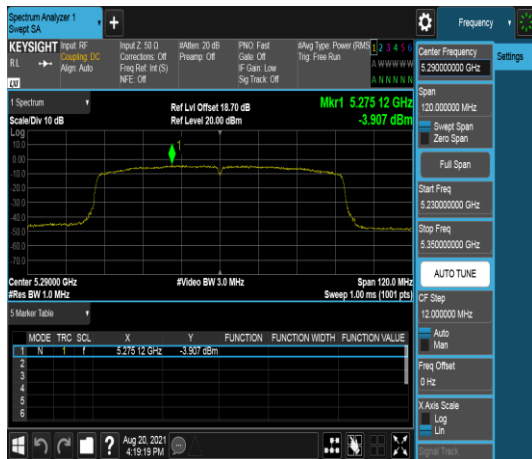 Spectrum Analyzer 1
Swept SA
+
Frequency
Settings
KEYSIGHT
RL
LXI
Input: RF
Coupling: DC
Align: Auto
Input Z: 50 Ω
Corrections: Off
Freq Ref: Int (S)
NFE: Off
#Atten: 20 dB
Preamp: Off
PNO: Fast
Gate: Off
IF Gain: Low
Sig Track: Off
#Avg Type: Power (RMS
Trig: Free Run
1 2 3 4 5 6
A W W W W W
A N N N N N
1 Spectrum
Scale/Div 10 dB
Ref Lvl Offset 18.70 dB
Ref Level 20.00 dBm
Mkr1 5.275 12 GHz
-3.907 dBm
Log
10.0
0.00
-10.0
-20.0
-30.0
-40.0
-50.0
-60.0
-70.0
1
Center 5.29000 GHz
#Res BW 1.0 MHz
#Video BW 3.0 MHz
Span 120.0 MHz
Sweep 1.00 ms (1001 pts)
5 Marker Table
MODE TRC SCL X Y FUNCTION FUNCTION WIDTH FUNCTION VALUE
1 N 1 f 5.275 12 GHz -3.907 dBm
2
3
4
5
6
Aug 20, 2021
4:19:19 PM
Center Frequency
5.290000000 GHz
Span
120.000000 MHz
Swept Span
Zero Span
Full Span
Start Freq
5.230000000 GHz
Stop Freq
5.350000000 GHz
AUTO TUNE
CF Step
12.000000 MHz
Auto
Man
Freq Offset
0 Hz
X Axis Scale
Log
Lin
Signal Track